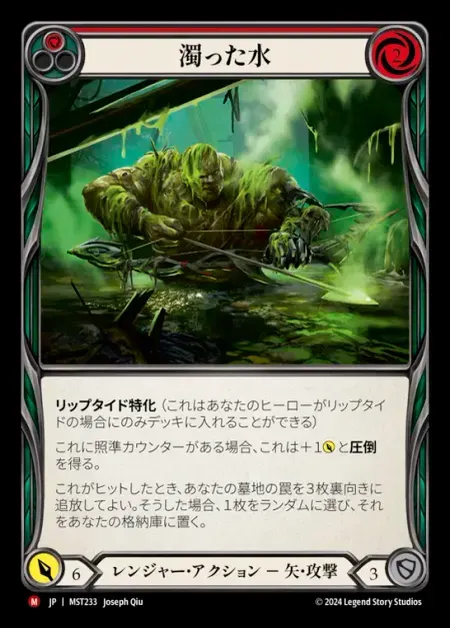 濁った水
2
リップタイド特化 (これはあなたのヒーローがリップタイ
ドの場合にのみデッキに入れることができる)
これに照準カウンターがある場合、これは+1と圧倒
を得る。
これがヒットしたとき、あなたの墓地の罠を3枚裏向きに
追放してよい。そうした場合、1枚をランダムに選び、それ
をあなたの格納庫に置く。
6 レンジャー・アクション － 矢・攻撃 3
M JP | MST233 Joseph Qiu © 2024 Legend Story Studios